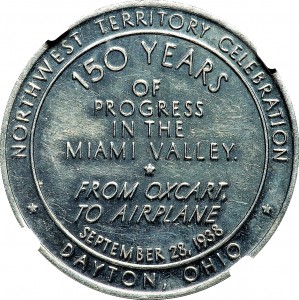 NORTHWEST TERRITORY CELEBRATION
150 YEARS
OF
PROGRESS
IN THE
MIAMI VALLEY.
FROM OXCART,
TO AIRPLANE
SEPTEMBER 28, 1938
DAYTON, OHIO